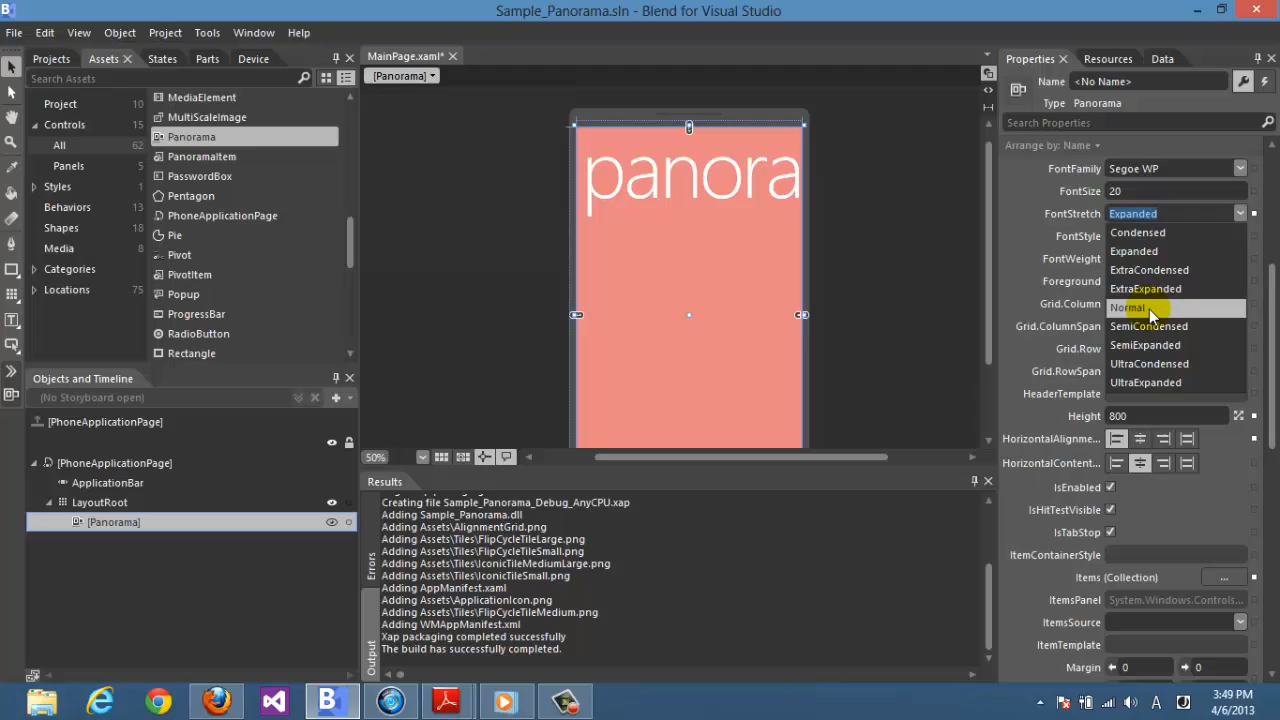 Sample_Panorama.sln - Blend for Visual Studio
File Edit View Object Project Tools Window Help
Projects Assets States Parts Device
Search Assets
Project 10
Controls 15
All 62
Panels 5
Styles 7
Behaviors 13
Shapes 18
Media 8
Categories
Locations 75
MediaElement
MultiScaleImage
Panorama
PanoramaItem
PasswordBox
Pentagon
PhoneApplicationPage
Pie
Pivot
PivotItem
Popup
ProgressBar
RadioButton
Rectangle
Objects and Timeline
(No Storyboard open)
[PhoneApplicationPage]
[PhoneApplicationPage]
ApplicationBar
LayoutRoot
[Panorama]
MainPage.xaml*
[Panorama]
panora
50%
Results
Errors
Output
Creating file Sample_Panorama_Debug_AnyCPU.xap
Adding Sample_Panorama.dll
Adding Assets\AlignmentGrid.png
Adding Assets\Tiles\FlipCycleTileLarge.png
Adding Assets\Tiles\FlipCycleTileSmall.png
Adding Assets\Tiles\IconicTileMediumLarge.png
Adding Assets\Tiles\IconicTileSmall.png
Adding AppManifest.xaml
Adding Assets\ApplicationIcon.png
Adding Assets\Tiles\FlipCycleTileMedium.png
Adding WMAppManifest.xml
Xap packaging completed successfully
The build has successfully completed.
Properties Resources Data
Name <No Name>
Type Panorama
Search Properties
Arrange by: Name
FontFamily Segoe WP
FontSize 20
FontStretch Expanded
FontStyle
FontWeight
Foreground
Grid.Column
Grid.ColumnSpan
Grid.Row
Grid.RowSpan
HeaderTemplate
Condensed
Expanded
ExtraCondensed
ExtraExpanded
Normal
SemiCondensed
SemiExpanded
UltraCondensed
UltraExpanded
Height 800
HorizontalAlignme...
HorizontalConten...
IsEnabled
IsHitTestVisible
IsTabStop
ItemContainerStyle
Items (Collection) ...
ItemsPanel System.Windows.Controls...
ItemsSource
ItemTemplate
Margin 0 0
A
3:49 PM
4/6/2013